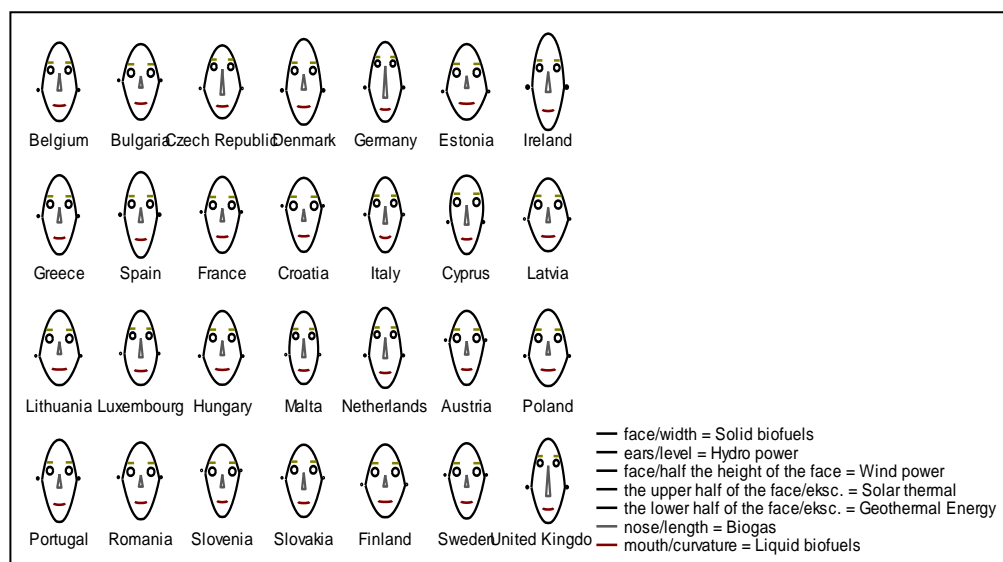 Belgium Bulgaria Czech Republic Denmark Germany Estonia Ireland
Greece Spain France Croatia Italy Cyprus Latvia
Lithuania Luxembourg Hungary Malta Netherlands Austria Poland
Portugal Romania Slovenia Slovakia Finland Sweden United Kingdo
face/width = Solid biofuels
ears/level = Hydro power
face/half the height of the face = Wind power
the upper half of the face/eksc. = Solar thermal
the lower half of the face/eksc. = Geothermal Energy
nose/length = Biogas
mouth/curvature = Liquid biofuels